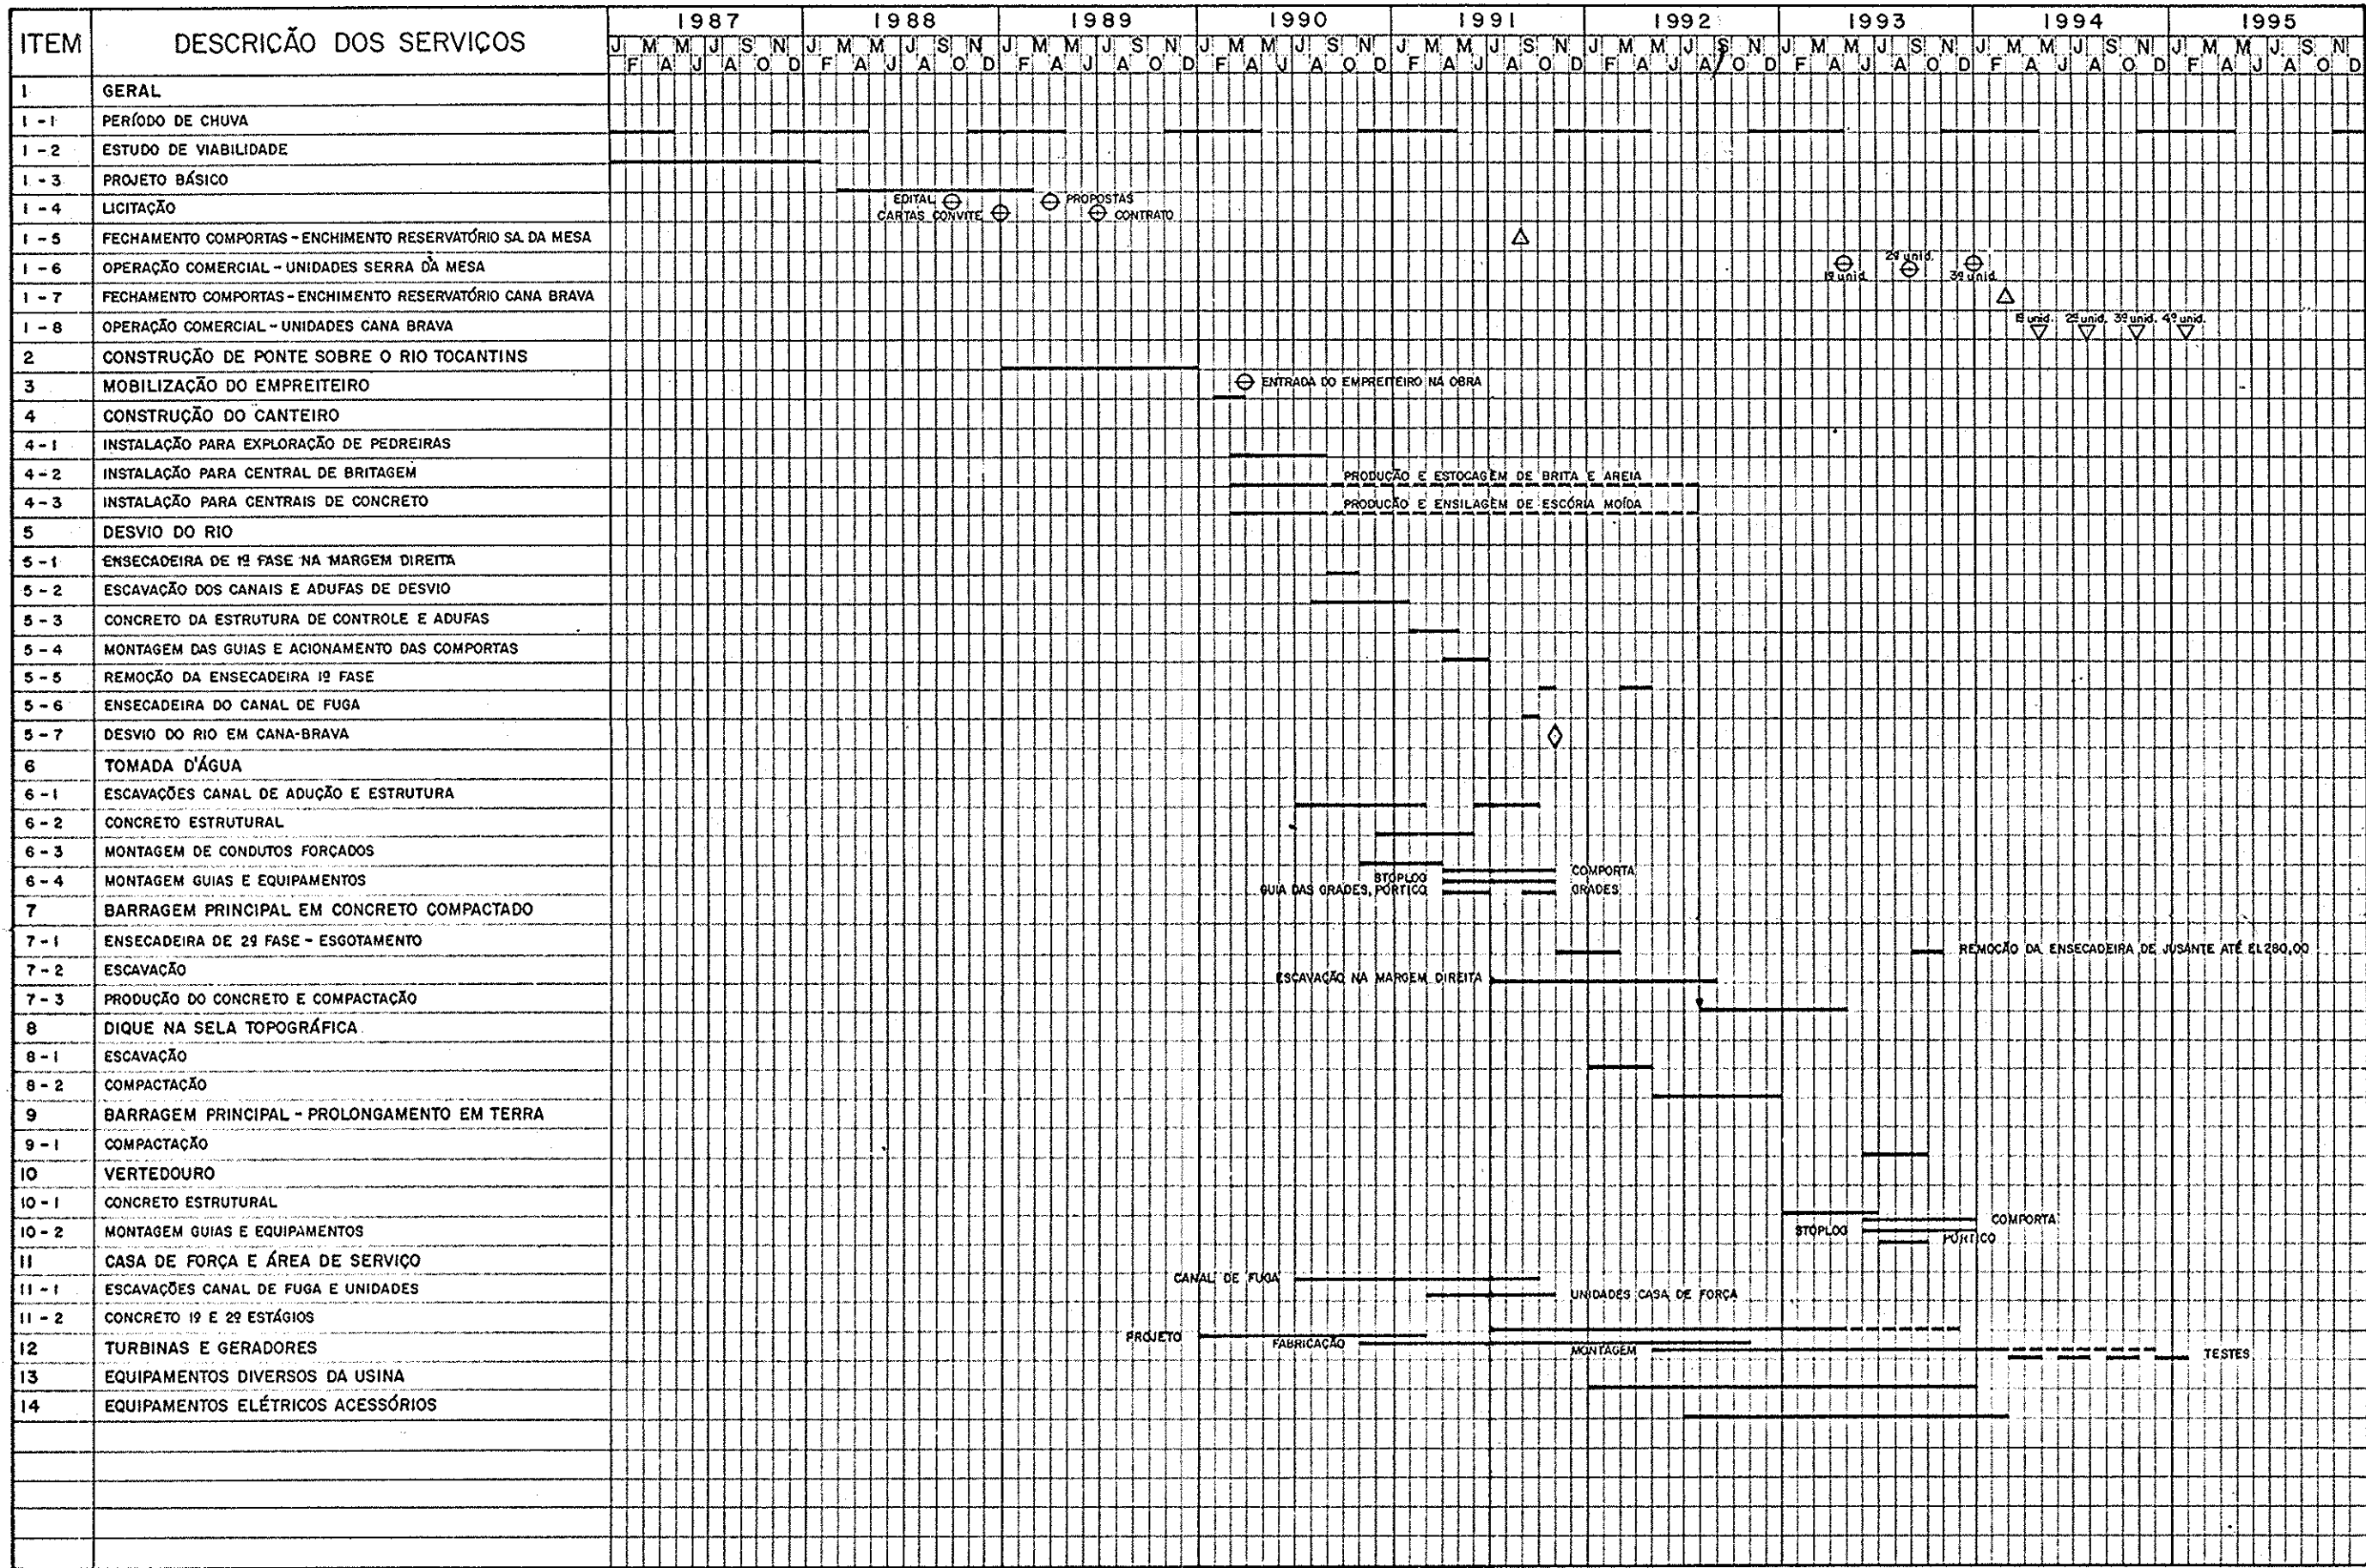 1987 1988 1989 1990 1991 1992 1993 1994 1995
ITEM DESCRIÇÃO DOS SERVIÇOS
J M M J S N J M M J S N J M M J S N J M M J S N J M M J S N J M M J S N J M M J S N J M M J S N J M M J S N
F A J A O D F A J A O D F A J A O D F A J A O D F A J A O D F A J A O D F A J A O D F A J A O D F A J A O D
1 GERAL
1-1 PERÍODO DE CHUVA
1-2 ESTUDO DE VIABILIDADE
1-3 PROJETO BÁSICO
EDITAL PROPOSTAS
1-4 LICITAÇÃO
CARTAS CONVITE CONTRATO
1-5 FECHAMENTO COMPORTAS - ENCHIMENTO RESERVATÓRIO SA. DA MESA
1-6 OPERAÇÃO COMERCIAL - UNIDADES SERRA DA MESA
1ª unid. 2ª unid. 3ª unid.
1-7 FECHAMENTO COMPORTAS - ENCHIMENTO RESERVATÓRIO CANA BRAVA
1-8 OPERAÇÃO COMERCIAL - UNIDADES CANA BRAVA
1ª unid. 2ª unid. 3ª unid. 4ª unid.
2 CONSTRUÇÃO DE PONTE SOBRE O RIO TOCANTINS
3 MOBILIZAÇÃO DO EMPREITEIRO
ENTRADA DO EMPREITEIRO NA OBRA
4 CONSTRUÇÃO DO CANTEIRO
4-1 INSTALAÇÃO PARA EXPLORAÇÃO DE PEDREIRAS
4-2 INSTALAÇÃO PARA CENTRAL DE BRITAGEM
PRODUÇÃO E ESTOCAGEM DE BRITA E AREIA
4-3 INSTALAÇÃO PARA CENTRAIS DE CONCRETO
PRODUÇÃO E ENSILAGEM DE ESCÓRIA MOÍDA
5 DESVIO DO RIO
5-1 ENSECADEIRA DE 1ª FASE NA MARGEM DIREITA
5-2 ESCAVAÇÃO DOS CANAIS E ADUFAS DE DESVIO
5-3 CONCRETO DA ESTRUTURA DE CONTROLE E ADUFAS
5-4 MONTAGEM DAS GUIAS E ACIONAMENTO DAS COMPORTAS
5-5 REMOÇÃO DA ENSECADEIRA 1ª FASE
5-6 ENSECADEIRA DO CANAL DE FUGA
5-7 DESVIO DO RIO EM CANA-BRAVA
6 TOMADA D'ÁGUA
6-1 ESCAVAÇÕES CANAL DE ADUÇÃO E ESTRUTURA
6-2 CONCRETO ESTRUTURAL
6-3 MONTAGEM DE CONDUTOS FORÇADOS
COMPORTA
6-4 MONTAGEM GUIAS E EQUIPAMENTOS
STOPLOG
GUIA DAS GRADES, PÓRTICO GRADES
7 BARRAGEM PRINCIPAL EM CONCRETO COMPACTADO
7-1 ENSECADEIRA DE 2ª FASE - ESGOTAMENTO
REMOÇÃO DA ENSECADEIRA DE JUSANTE ATÉ EL280,00
7-2 ESCAVAÇÃO
ESCAVAÇÃO NA MARGEM DIREITA
7-3 PRODUÇÃO DO CONCRETO E COMPACTAÇÃO
8 DIQUE NA SELA TOPOGRÁFICA
8-1 ESCAVAÇÃO
8-2 COMPACTAÇÃO
9 BARRAGEM PRINCIPAL - PROLONGAMENTO EM TERRA
9-1 COMPACTAÇÃO
10 VERTEDOURO
10-1 CONCRETO ESTRUTURAL
COMPORTA
10-2 MONTAGEM GUIAS E EQUIPAMENTOS
STOPLOG
PÓRTICO
11 CASA DE FORÇA E ÁREA DE SERVIÇO
CANAL DE FUGA
11-1 ESCAVAÇÕES CANAL DE FUGA E UNIDADES
UNIDADES CASA DE FORÇA
11-2 CONCRETO 1º E 2º ESTÁGIOS
PROJETO
12 TURBINAS E GERADORES
FABRICAÇÃO
MONTAGEM TESTES
13 EQUIPAMENTOS DIVERSOS DA USINA
14 EQUIPAMENTOS ELÉTRICOS ACESSÓRIOS